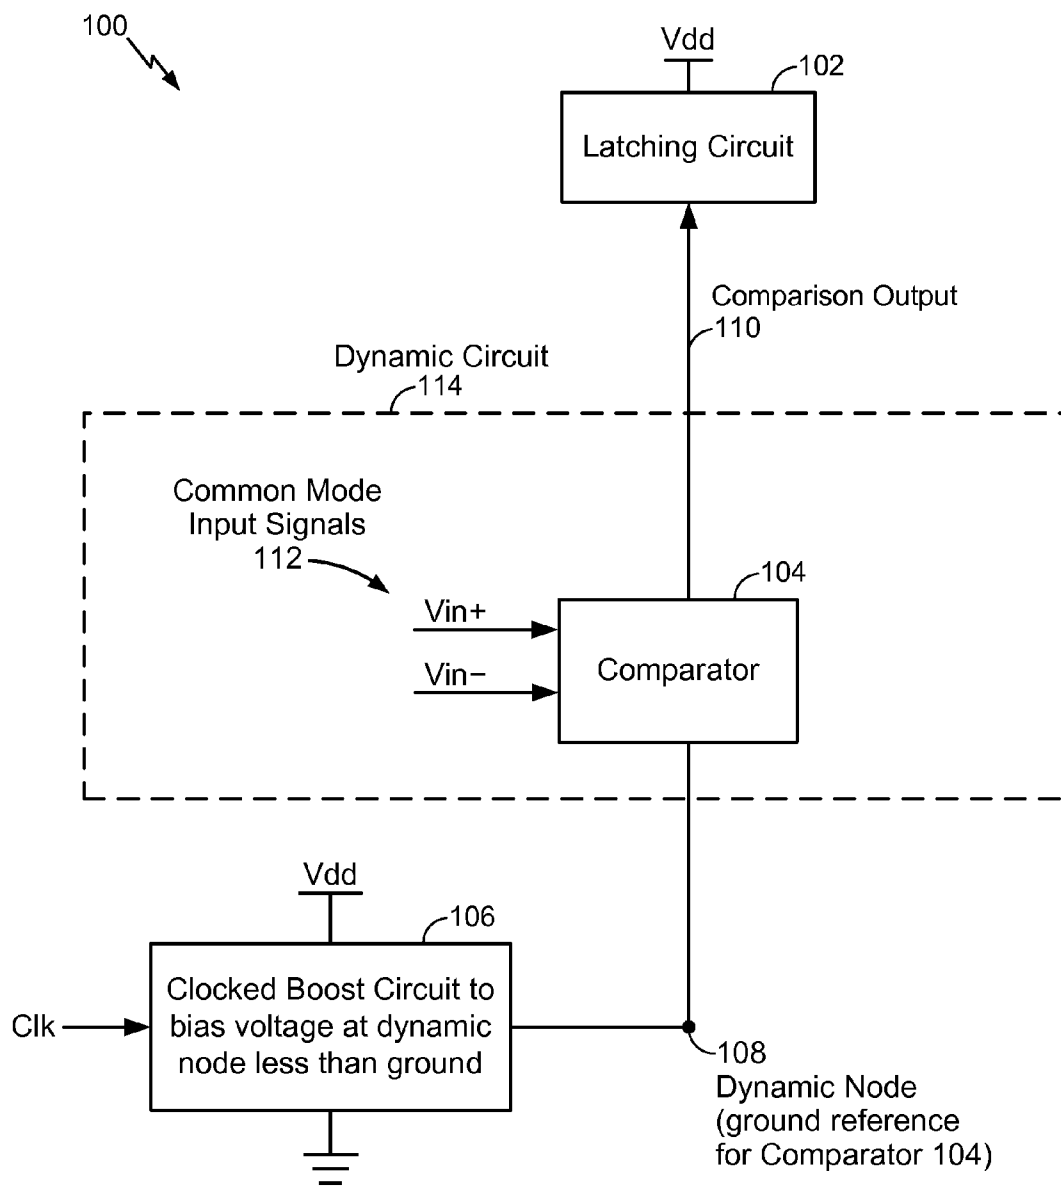 100
Vdd
102
Latching Circuit
Comparison Output
110
Dynamic Circuit
114
Common Mode
Input Signals
112
104
Vin+
Vin−
Comparator
Vdd
106
Clocked Boost Circuit to
bias voltage at dynamic
node less than ground
Clk
108
Dynamic Node
(ground reference
for Comparator 104)